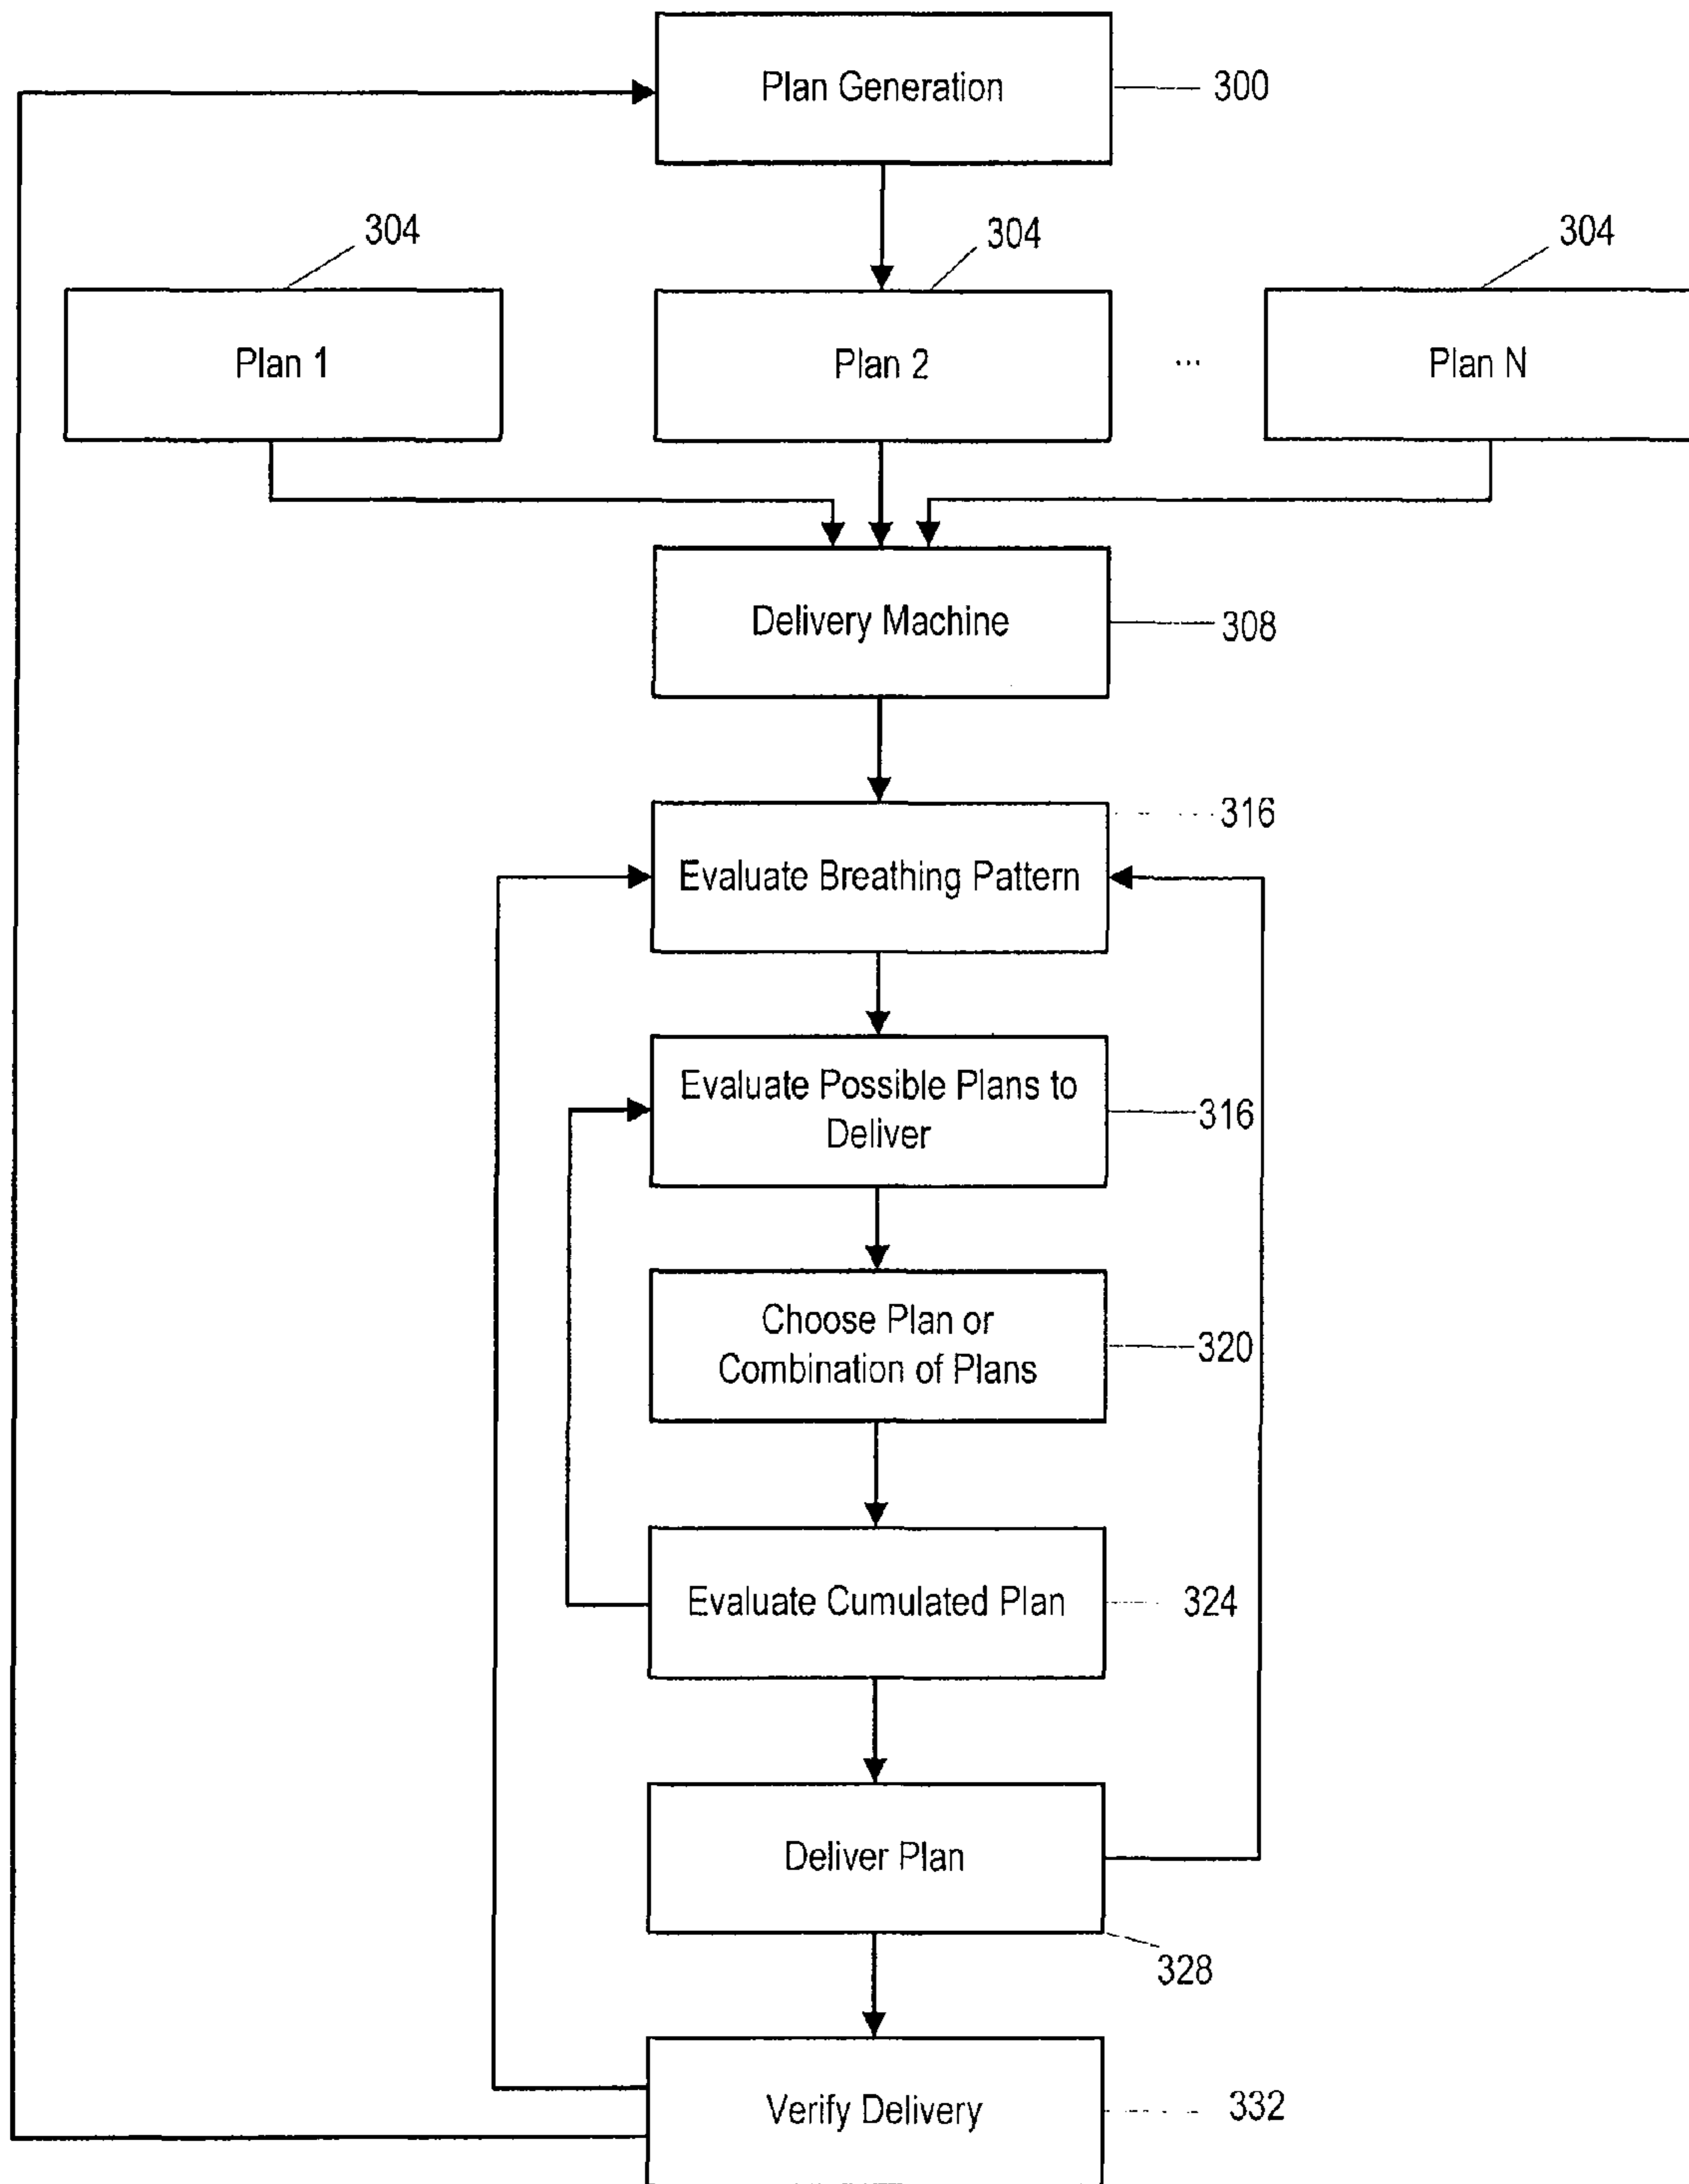 Plan Generation
300
304
304
304
Plan 1
Plan 2
...
Plan N
Delivery Machine
308
316
Evaluate Breathing Pattern
Evaluate Possible Plans to
Deliver
316
Choose Plan or
Combination of Plans
320
Evaluate Cumulated Plan
324
Deliver Plan
328
Verify Delivery
332